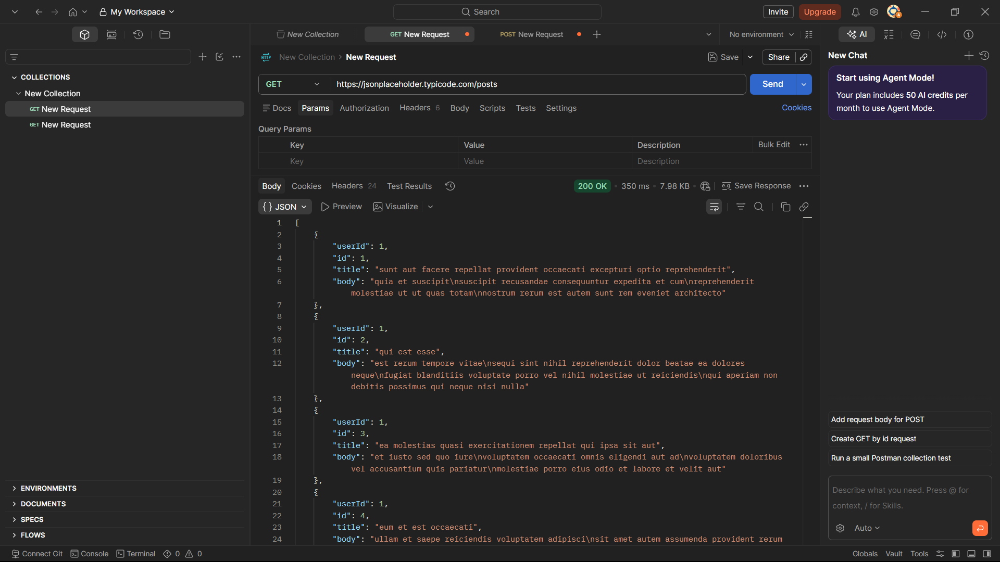 My Workspace
Search
Invite
Upgrade
New Collection
GET New Request
POST New Request
No environment
AI
HTTP
New Collection > New Request
Save
Share
New Chat
COLLECTIONS
New Collection
GET New Request
GET New Request
GET
https://jsonplaceholder.typicode.com/posts
Send
Start using Agent Mode!
Your plan includes 50 AI credits per
month to use Agent Mode.
Docs Params Authorization Headers 6 Body Scripts Tests Settings
Cookies
Query Params
Key Value Description Bulk Edit
Key Value Description
Body Cookies Headers 24 Test Results
200 OK • 350 ms • 7.98 KB • e.g. Save Response
{} JSON Preview Visualize
1 [
2 {
3 "userId": 1,
4 "id": 1,
5 "title": "sunt aut facere repellat provident occaecati excepturi optio reprehenderit",
6 "body": "quia et suscipit\nsuscipit recusandae consequuntur expedita et cum\nreprehenderit
molestiae ut ut quas totam\nnostrum rerum est autem sunt rem eveniet architecto"
7 },
8 {
9 "userId": 1,
10 "id": 2,
11 "title": "qui est esse",
12 "body": "est rerum tempore vitae\nsequi sint nihil reprehenderit dolor beatae ea dolores
neque\nfugiat blanditiis voluptate porro vel nihil molestiae ut reiciendis\nqui aperiam non
debitis possimus qui neque nisi nulla"
13 },
14 {
15 "userId": 1,
16 "id": 3,
17 "title": "ea molestias quasi exercitationem repellat qui ipsa sit aut",
18 "body": "et iusto sed quo iure\nvoluptatem occaecati omnis eligendi aut ad\nvoluptatem doloribus
vel accusantium quis pariatur\nmolestiae porro eius odio et labore et velit aut"
19 },
20 {
21 "userId": 1,
22 "id": 4,
23 "title": "eum et est occaecati",
24 "body": "ullam et saepe reiciendis voluptatem adipisci\nsit amet autem assumenda provident rerum
Add request body for POST
Create GET by id request
Run a small Postman collection test
Describe what you need. Press @ for
context, / for Skills.
Auto
ENVIRONMENTS
DOCUMENTS
SPECS
FLOWS
Connect Git Console Terminal 0 0
Globals Vault Tools